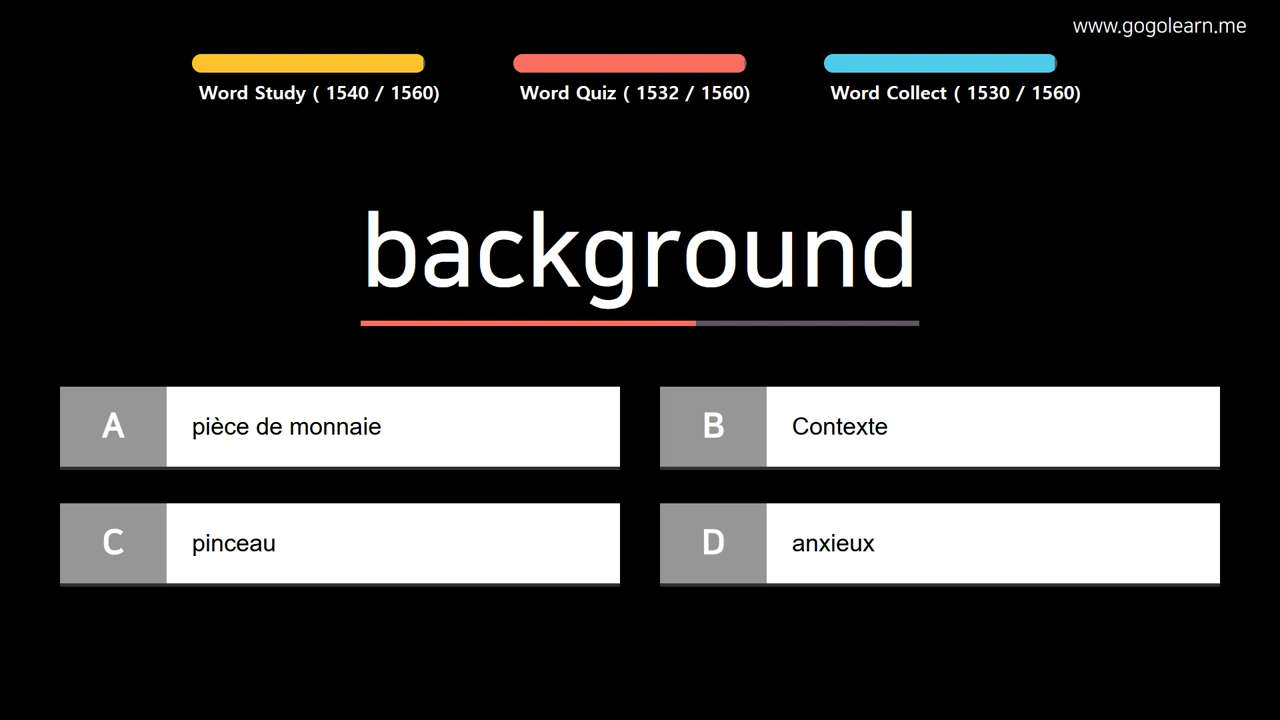 www.gogolearn.me
Word Study ( 1540 / 1560)
Word Quiz ( 1532 / 1560)
Word Collect ( 1530 / 1560)
background
A pièce de monnaie
B Contexte
C pinceau
D anxieux